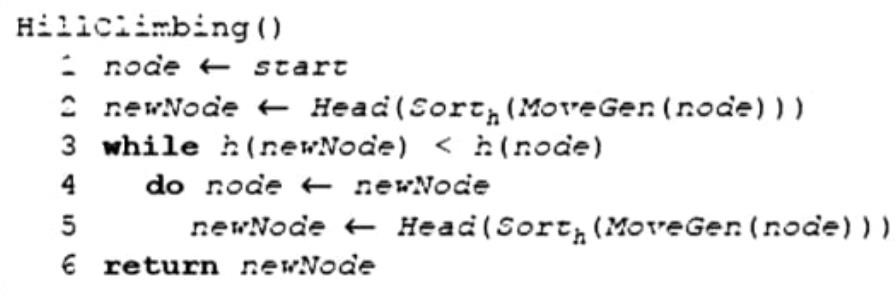 HillClimbing()
1 node ← start
2 newNode ← Head(Sort_h(MoveGen(node)))
3 while h(newNode) < h(node)
4 do node ← newNode
5 newNode ← Head(Sort_h(MoveGen(node)))
6 return newNode